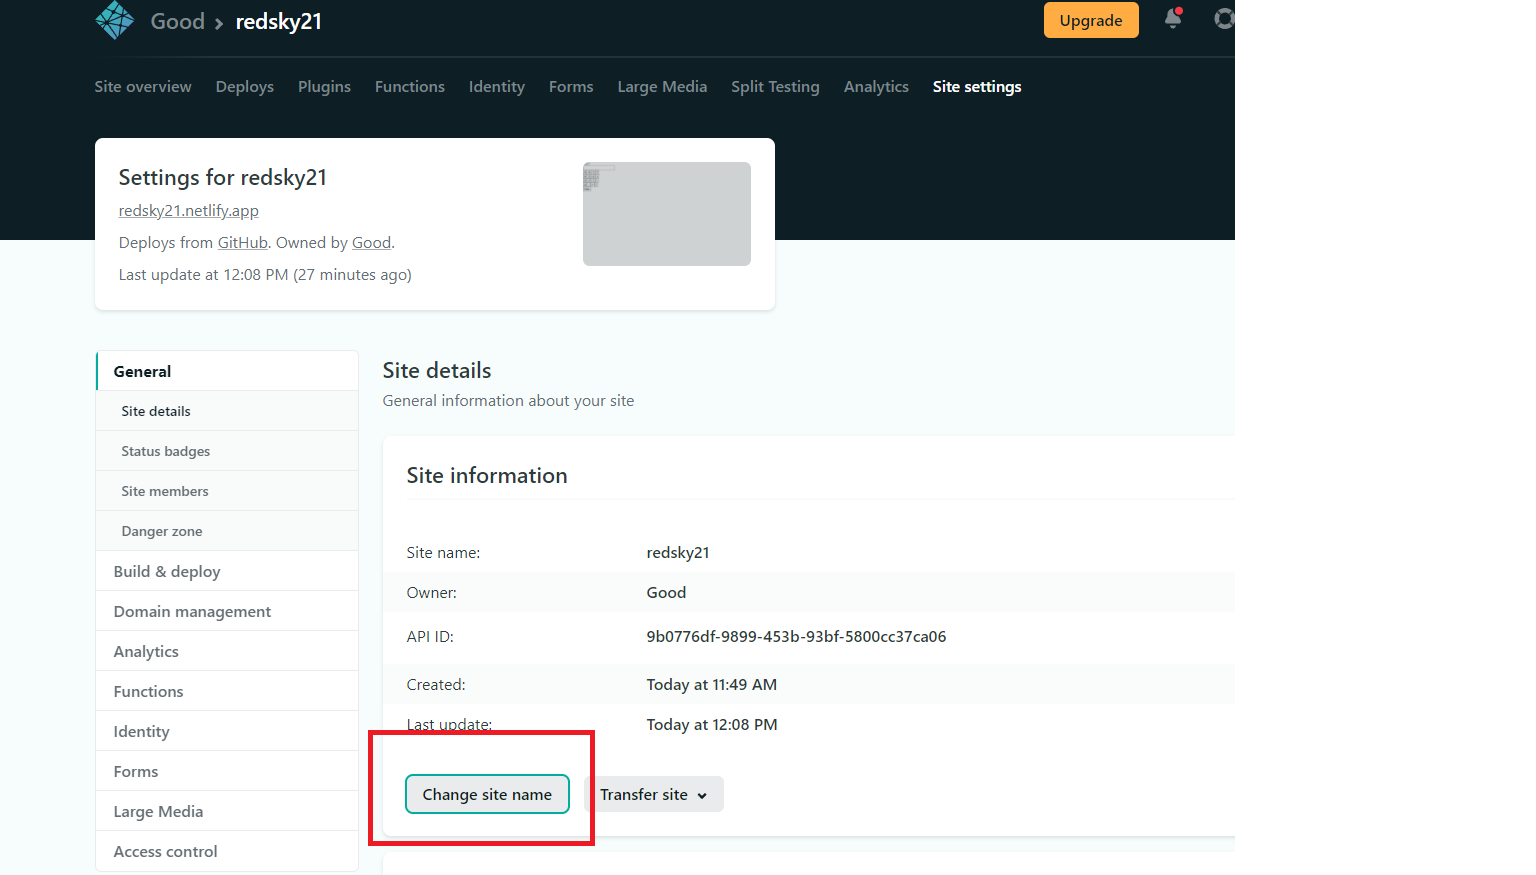 Good > redsky21
Upgrade
Site overview Deploys Plugins Functions Identity Forms Large Media Split Testing Analytics Site settings
Settings for redsky21
redsky21.netlify.app
Deploys from GitHub. Owned by Good.
Last update at 12:08 PM (27 minutes ago)
General
Site details
Status badges
Site members
Danger zone
Build & deploy
Domain management
Analytics
Functions
Identity
Forms
Large Media
Access control
Site details
General information about your site
Site information
Site name: redsky21
Owner: Good
API ID: 9b0776df-9899-453b-93bf-5800cc37ca06
Created: Today at 11:49 AM
Last update: Today at 12:08 PM
Change site name Transfer site